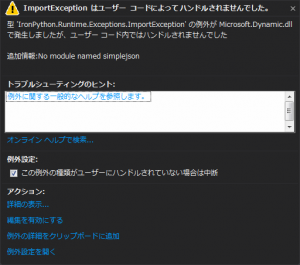 ImportException はユーザー コードによってハンドルされませんでした。
型 'IronPython.Runtime.Exceptions.ImportException' の例外が Microsoft.Dynamic.dll
で発生しましたが、ユーザー コード内ではハンドルされませんでした
追加情報:No module named simplejson
トラブルシューティングのヒント:
例外に関する一般的なヘルプを参照します。
オンライン ヘルプで検索...
例外設定:
この例外の種類がユーザーにハンドルされていない場合は中断
アクション:
詳細の表示...
編集を有効にする
例外の詳細をクリップボードに追加
例外設定を開く